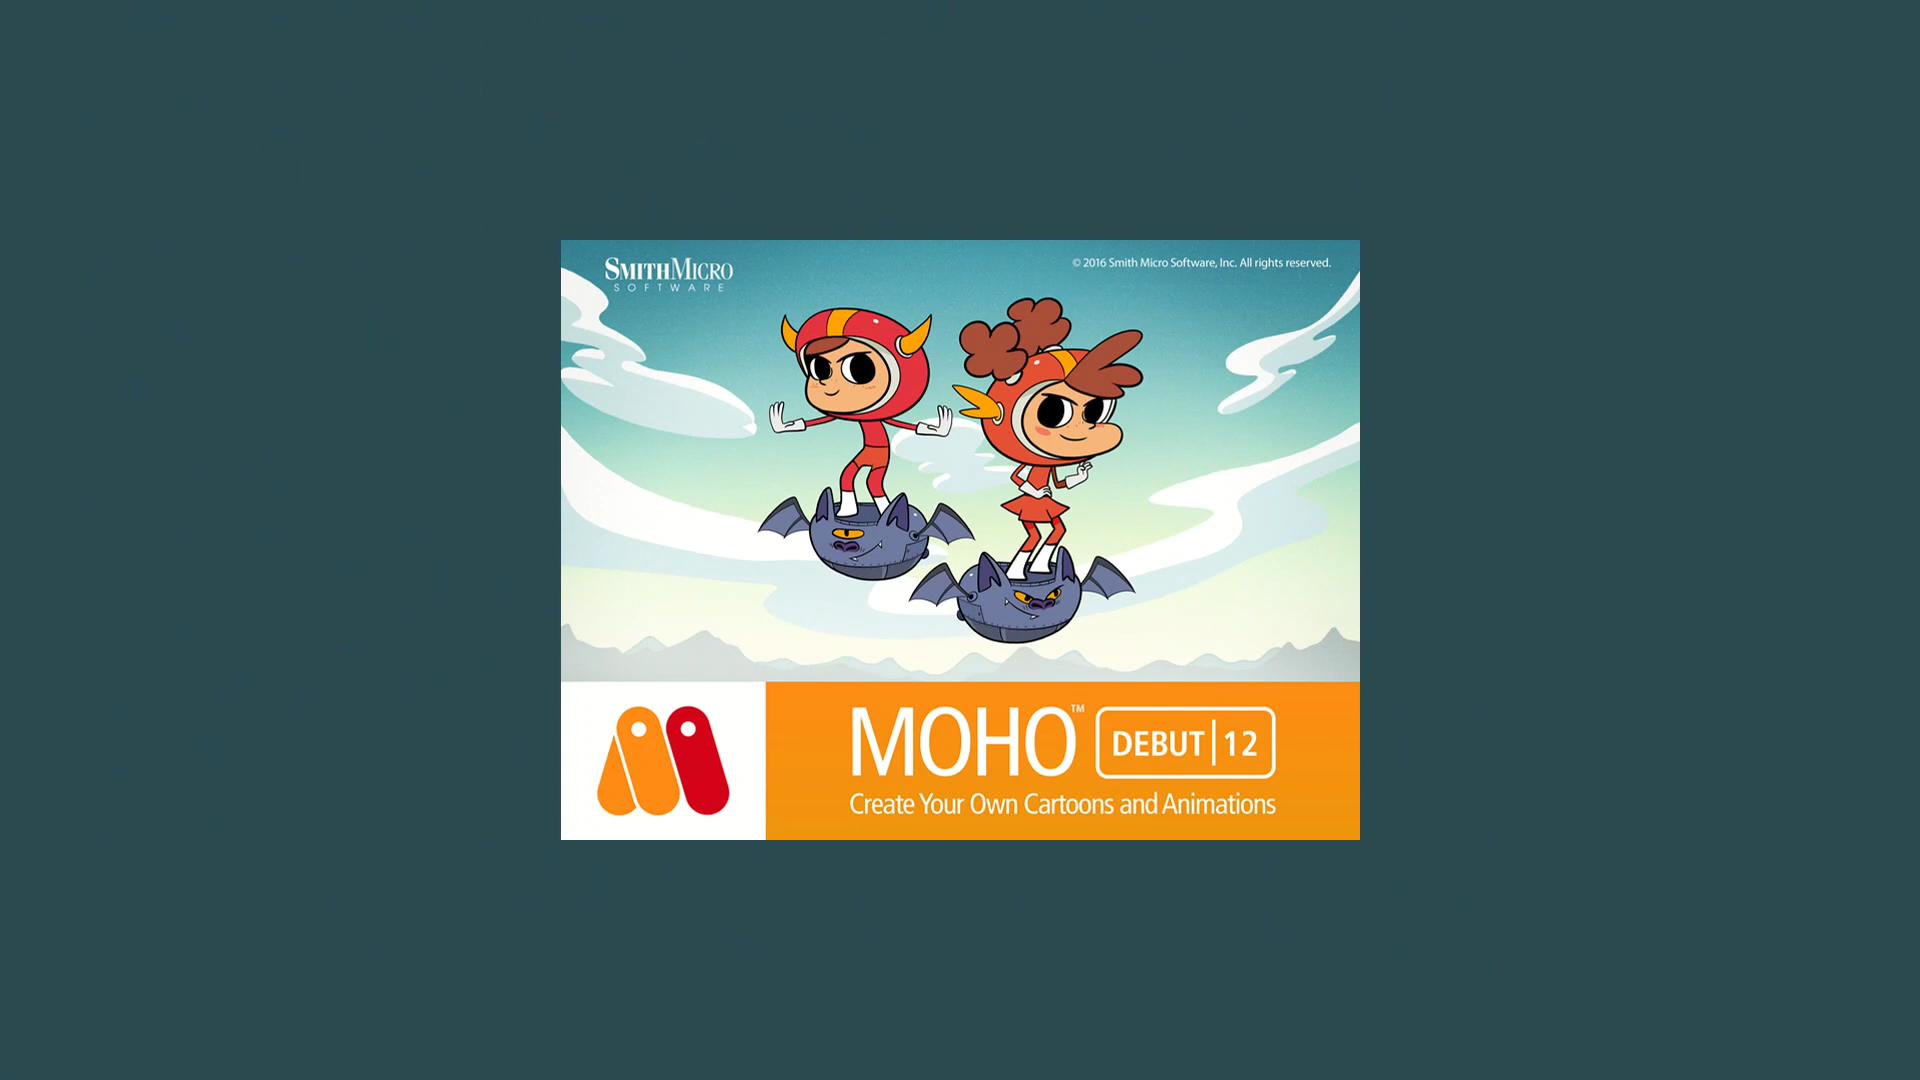 SMITHMICRO
SOFTWARE
© 2016 Smith Micro Software, Inc. All rights reserved.
MOHO™ DEBUT|12
Create Your Own Cartoons and Animations